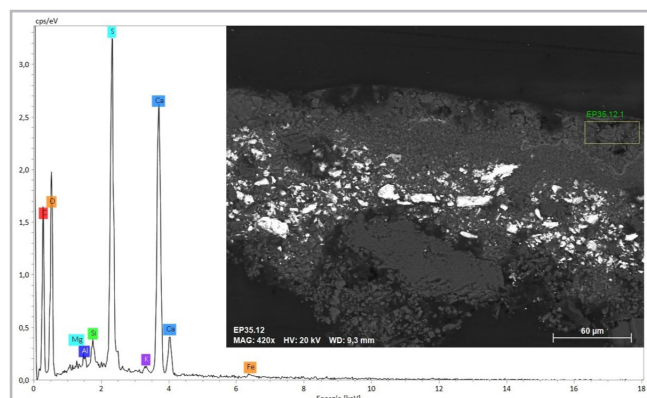 cps/eV
3,0
2,5
2,0
1,5
1,0
0,5
0,0
0
2
4
6
8
10
12
14
16
18
C
O
Mg
Al
Si
S
K
Ca
Ca
Fe
EP35.12.1
EP35.12
MAG: 420x HV: 20 kV WD: 9,3 mm
60 µm